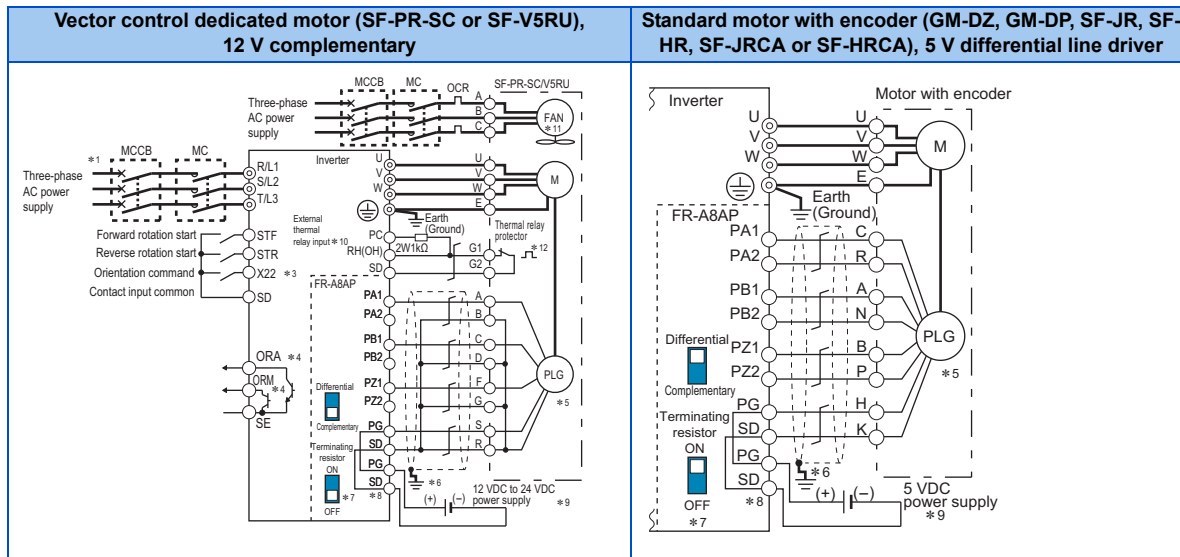 Vector control dedicated motor (SF-PR-SC or SF-V5RU),
12 V complementary
Standard motor with encoder (GM-DZ, GM-DP, SF-JR, SF-
HR, SF-JRCA or SF-HRCA), 5 V differential line driver
MCCB MC OCR SF-PR-SC/V5RU
Three-phase
AC power
supply
A
B
C
FAN
*11
*1
MCCB MC
Three-phase
AC power
supply
R/L1
S/L2
T/L3
Inverter
U U
V V
W W
E
M
Earth
(Ground)
External
thermal
relay input *10
PC
RH(OH)
SD
2W1kΩ
G1
G2
Thermal relay
protector
*12
Forward rotation start STF
Reverse rotation start STR
Orientation command X22 *3
Contact input common SD
FR-A8AP
PA1 A
PA2 B
PB1 C
PB2 D
PZ1 F
PZ2 G
PG S
SD R
PG
SD
PLG
*5
ORA *4
ORM *4
SE
Differential
Complementary
Terminating
resistor
ON
*7
OFF
*6
*8
(+) (−)
12 VDC to 24 VDC
power supply
*9
Inverter
Motor with encoder
U U
V V
W W
E
M
Earth
(Ground)
FR-A8AP
PA1 C
PA2 R
PB1 A
PB2 N
PZ1 B
PZ2 P
PG H
SD K
PG
SD
PLG
*5
Differential
Complementary
Terminating
resistor
ON
OFF
*7
*6
*8
(+) (−)
5 VDC
power supply
*9